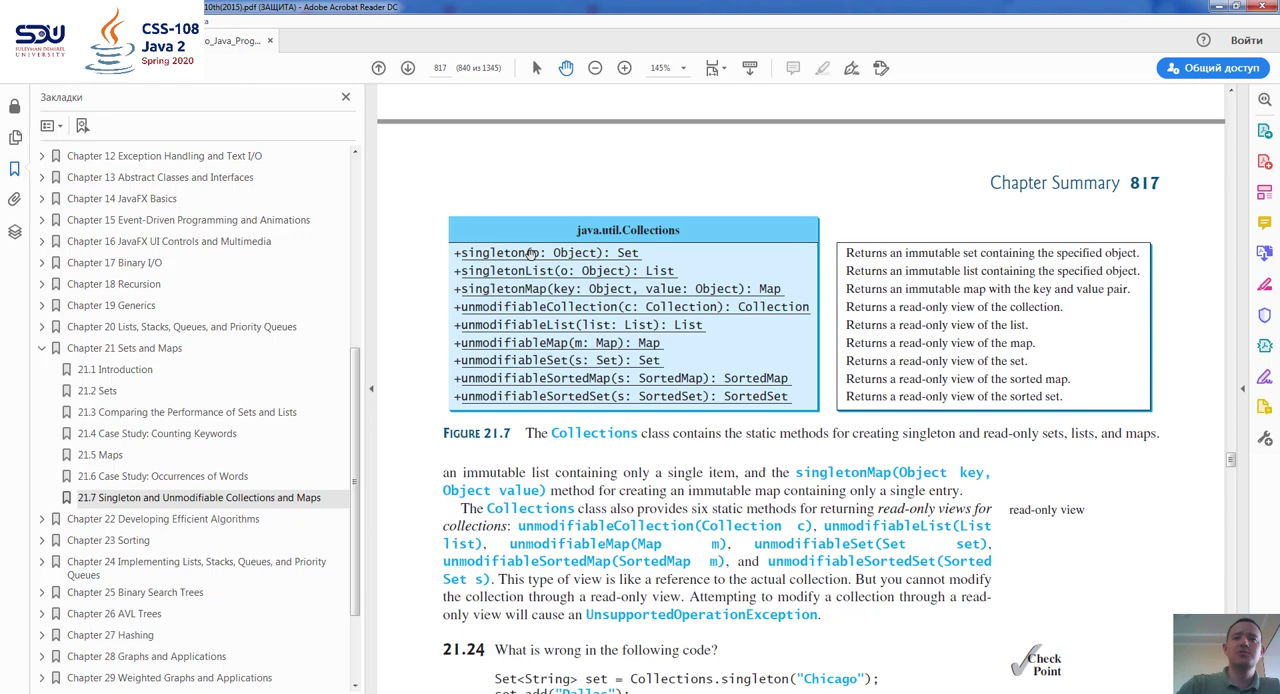 10th(2015).pdf (ЗАЩИТА) - Adobe Acrobat Reader DC
SDU
SULEYMAN DEMIREL
UNIVERSITY
Java
CSS-108
Java 2
Spring 2020
o_Java_Prog...
Войти
817
(840 из 1345)
145%
Общий доступ
Закладки
Chapter 12 Exception Handling and Text I/O
Chapter 13 Abstract Classes and Interfaces
Chapter 14 JavaFX Basics
Chapter 15 Event-Driven Programming and Animations
Chapter 16 JavaFX UI Controls and Multimedia
Chapter 17 Binary I/O
Chapter 18 Recursion
Chapter 19 Generics
Chapter 20 Lists, Stacks, Queues, and Priority Queues
Chapter 21 Sets and Maps
21.1 Introduction
21.2 Sets
21.3 Comparing the Performance of Sets and Lists
21.4 Case Study: Counting Keywords
21.5 Maps
21.6 Case Study: Occurrences of Words
21.7 Singleton and Unmodifiable Collections and Maps
Chapter 22 Developing Efficient Algorithms
Chapter 23 Sorting
Chapter 24 Implementing Lists, Stacks, Queues, and Priority
Queues
Chapter 25 Binary Search Trees
Chapter 26 AVL Trees
Chapter 27 Hashing
Chapter 28 Graphs and Applications
Chapter 29 Weighted Graphs and Applications
Chapter Summary 817
java.util.Collections
+singleton(o: Object): Set
Returns an immutable set containing the specified object.
+singletonList(o: Object): List
Returns an immutable list containing the specified object.
+singletonMap(key: Object, value: Object): Map
Returns an immutable map with the key and value pair.
+unmodifiableCollection(c: Collection): Collection
Returns a read-only view of the collection.
+unmodifiableList(list: List): List
Returns a read-only view of the list.
+unmodifiableMap(m: Map): Map
Returns a read-only view of the map.
+unmodifiableSet(s: Set): Set
Returns a read-only view of the set.
+unmodifiableSortedMap(s: SortedMap): SortedMap
Returns a read-only view of the sorted map.
+unmodifiableSortedSet(s: SortedSet): SortedSet
Returns a read-only view of the sorted set.
FIGURE 21.7 The Collections class contains the static methods for creating singleton and read-only sets, lists, and maps.
an immutable list containing only a single item, and the singletonMap(Object key,
Object value) method for creating an immutable map containing only a single entry.
The Collections class also provides six static methods for returning read-only views for
collections: unmodifiableCollection(Collection c), unmodifiableList(List
list), unmodifiableMap(Map m), unmodifiableSet(Set set),
unmodifiableSortedMap(SortedMap m), and unmodifiableSortedSet(Sorted
Set s). This type of view is like a reference to the actual collection. But you cannot modify
the collection through a read-only view. Attempting to modify a collection through a read-
only view will cause an UnsupportedOperationException.
read-only view
21.24 What is wrong in the following code?
Check
Point
Set<String> set = Collections.singleton("Chicago");
set.add("Dallas");